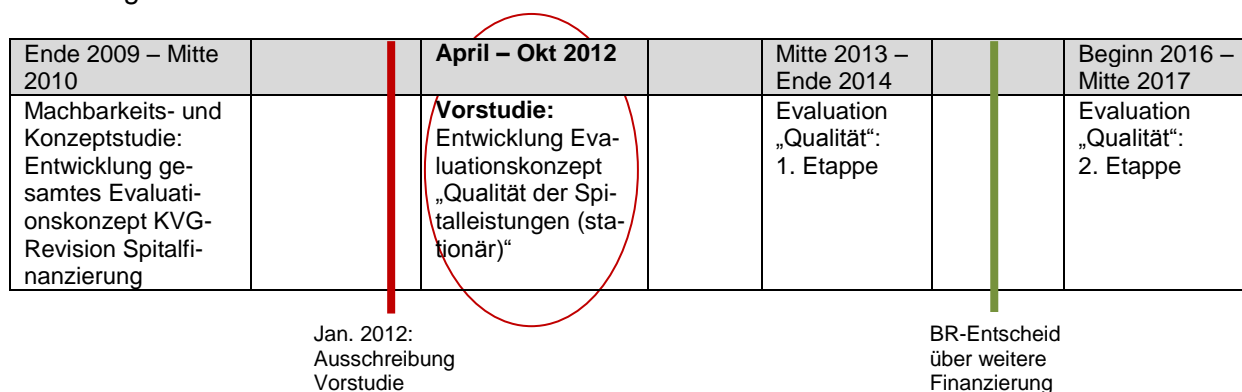 Ende 2009 – Mitte
2010
April – Okt 2012
Mitte 2013 –
Ende 2014
Beginn 2016 –
Mitte 2017
Machbarkeits- und
Konzeptstudie:
Entwicklung ge-
samtes Evaluati-
onskonzept KVG-
Revision Spitalfi-
nanzierung
Vorstudie:
Entwicklung Eva-
luationskonzept
„Qualität der Spi-
talleistungen (sta-
tionär)“
Evaluation
„Qualität“:
1. Etappe
Evaluation
„Qualität“:
2. Etappe
Jan. 2012:
Ausschreibung
Vorstudie
BR-Entscheid
über weitere
Finanzierung